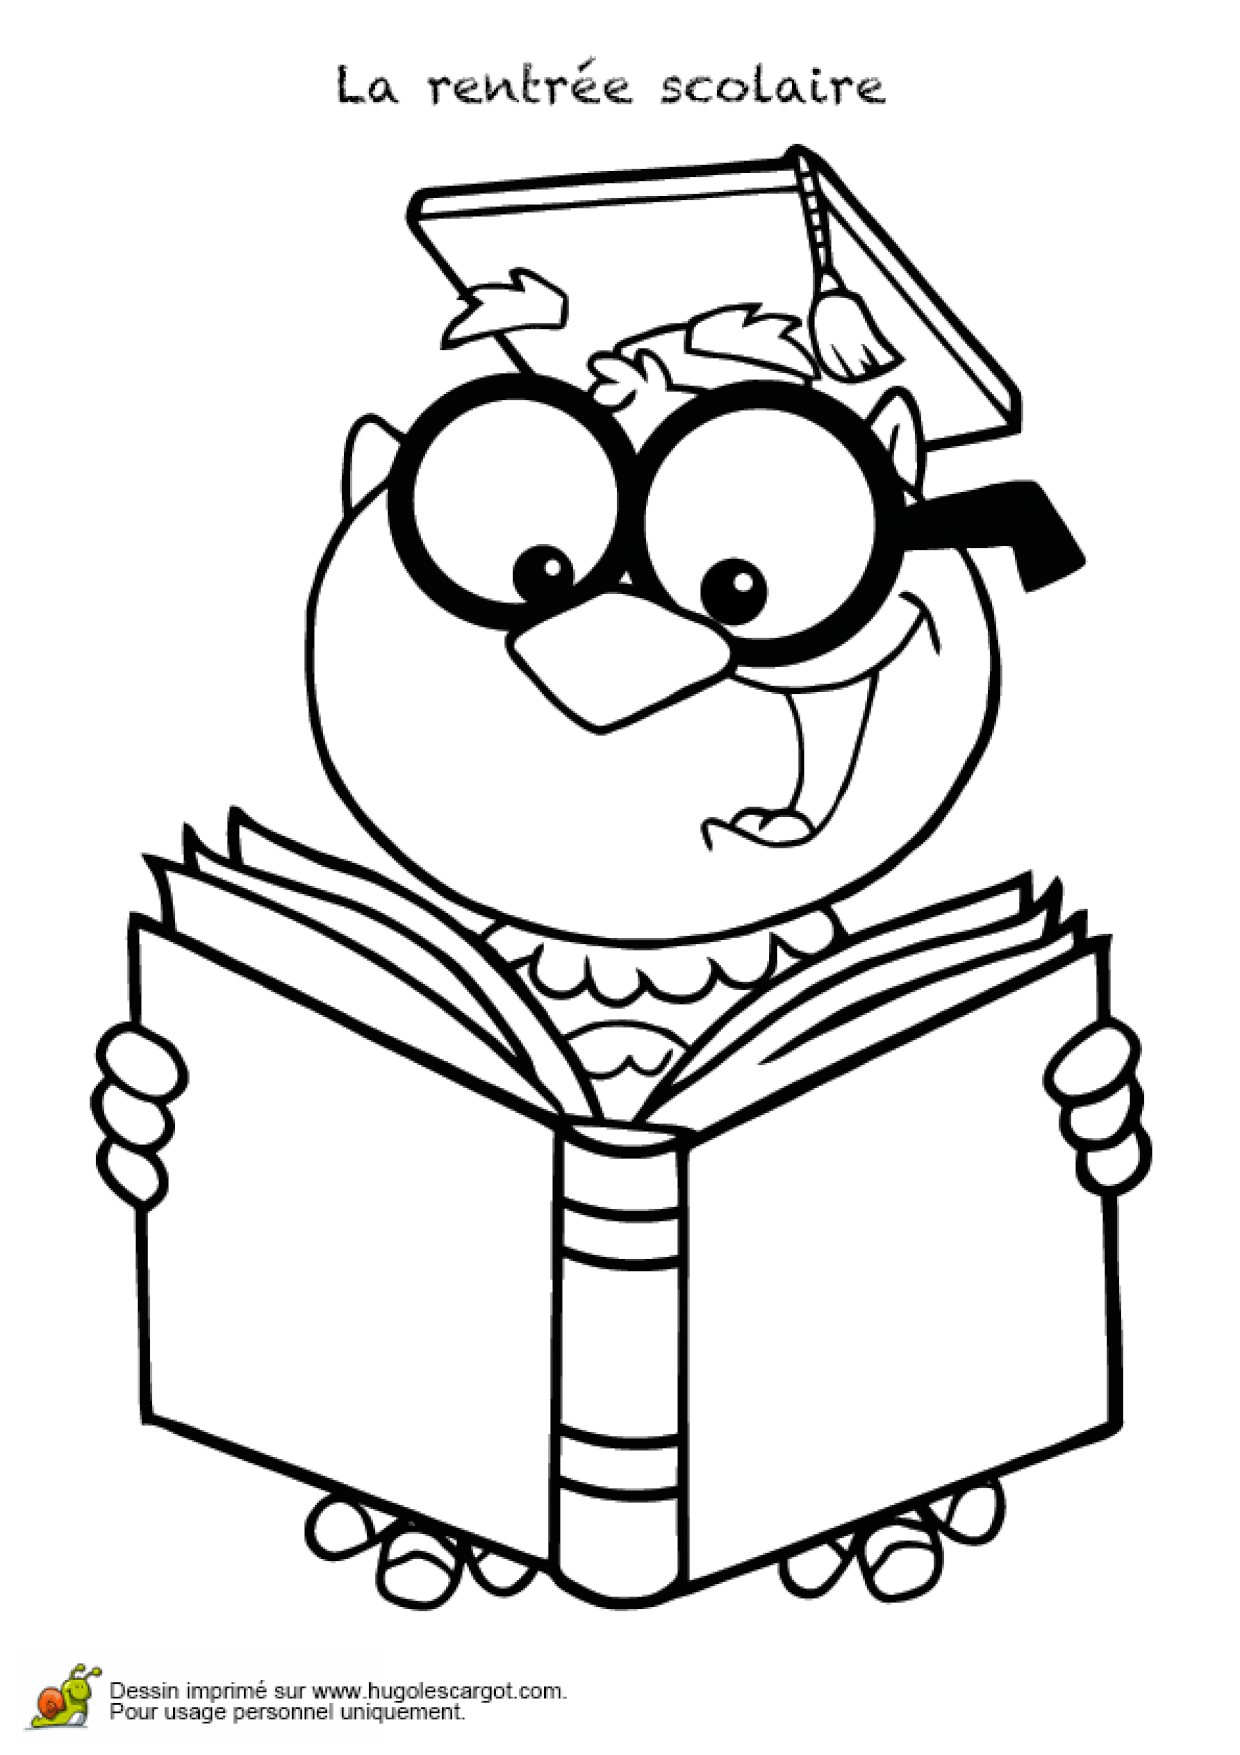 La rentrée scolaire
Dessin imprimé sur www.hugolescargot.com.
Pour usage personnel uniquement.